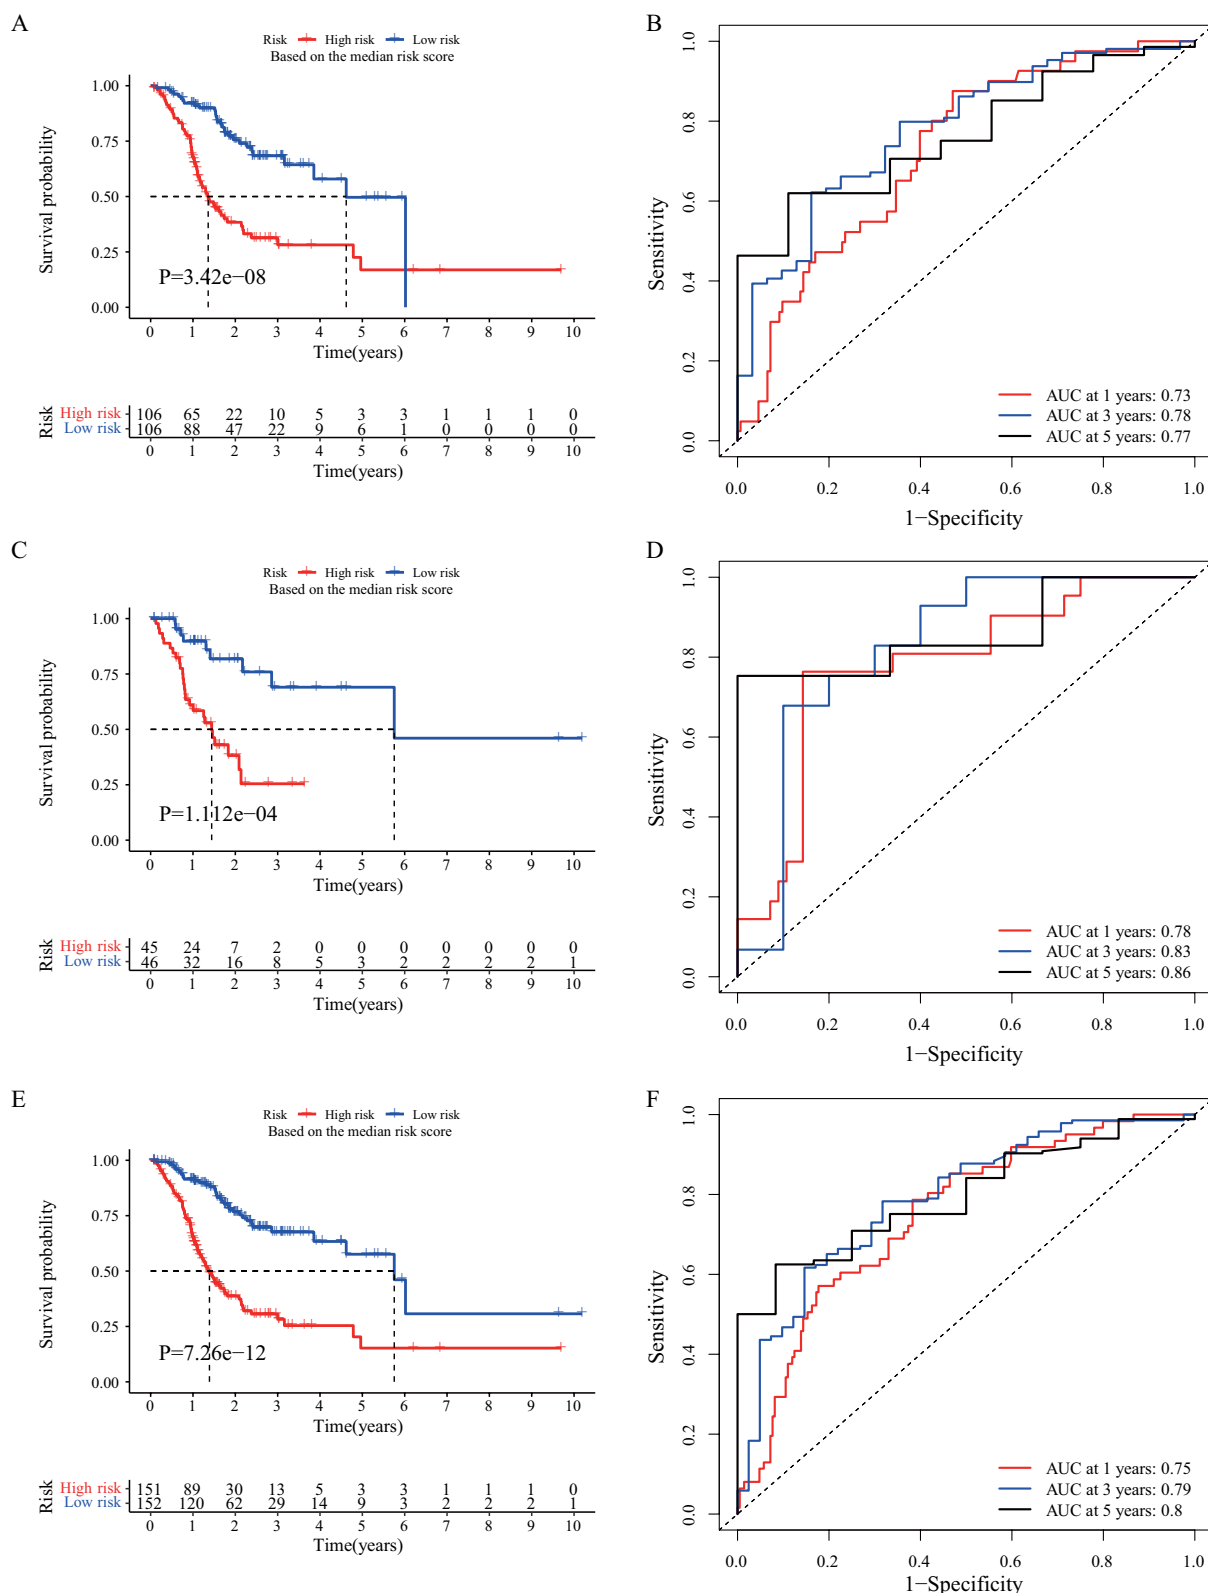 A
Risk High risk Low risk
Based on the median risk score
Survival probability
1.00
0.75
0.50
0.25
0.00
P=3.42e−08
0 1 2 3 4 5 6 7 8 9 10
Time(years)
Risk
High risk 106 65 22 10 5 3 3 1 1 1 0
Low risk 106 88 47 22 9 6 1 0 0 0 0
0 1 2 3 4 5 6 7 8 9 10
Time(years)
B
Sensitivity
1.0
0.8
0.6
0.4
0.2
0.0
AUC at 1 years: 0.73
AUC at 3 years: 0.78
AUC at 5 years: 0.77
0.0 0.2 0.4 0.6 0.8 1.0
1−Specificity
C
Risk High risk Low risk
Based on the median risk score
Survival probability
1.00
0.75
0.50
0.25
0.00
P=1.112e−04
0 1 2 3 4 5 6 7 8 9 10
Time(years)
Risk
High risk 45 24 7 2 0 0 0 0 0 0 0
Low risk 46 32 16 8 5 3 2 2 2 2 1
0 1 2 3 4 5 6 7 8 9 10
Time(years)
D
Sensitivity
1.0
0.8
0.6
0.4
0.2
0.0
AUC at 1 years: 0.78
AUC at 3 years: 0.83
AUC at 5 years: 0.86
0.0 0.2 0.4 0.6 0.8 1.0
1−Specificity
E
Risk High risk Low risk
Based on the median risk score
Survival probability
1.00
0.75
0.50
0.25
0.00
P=7.26e−12
0 1 2 3 4 5 6 7 8 9 10
Time(years)
Risk
High risk 151 89 30 13 5 3 3 1 1 1 0
Low risk 152 120 62 29 14 9 3 2 2 2 1
0 1 2 3 4 5 6 7 8 9 10
Time(years)
F
Sensitivity
1.0
0.8
0.6
0.4
0.2
0.0
AUC at 1 years: 0.75
AUC at 3 years: 0.79
AUC at 5 years: 0.8
0.0 0.2 0.4 0.6 0.8 1.0
1−Specificity